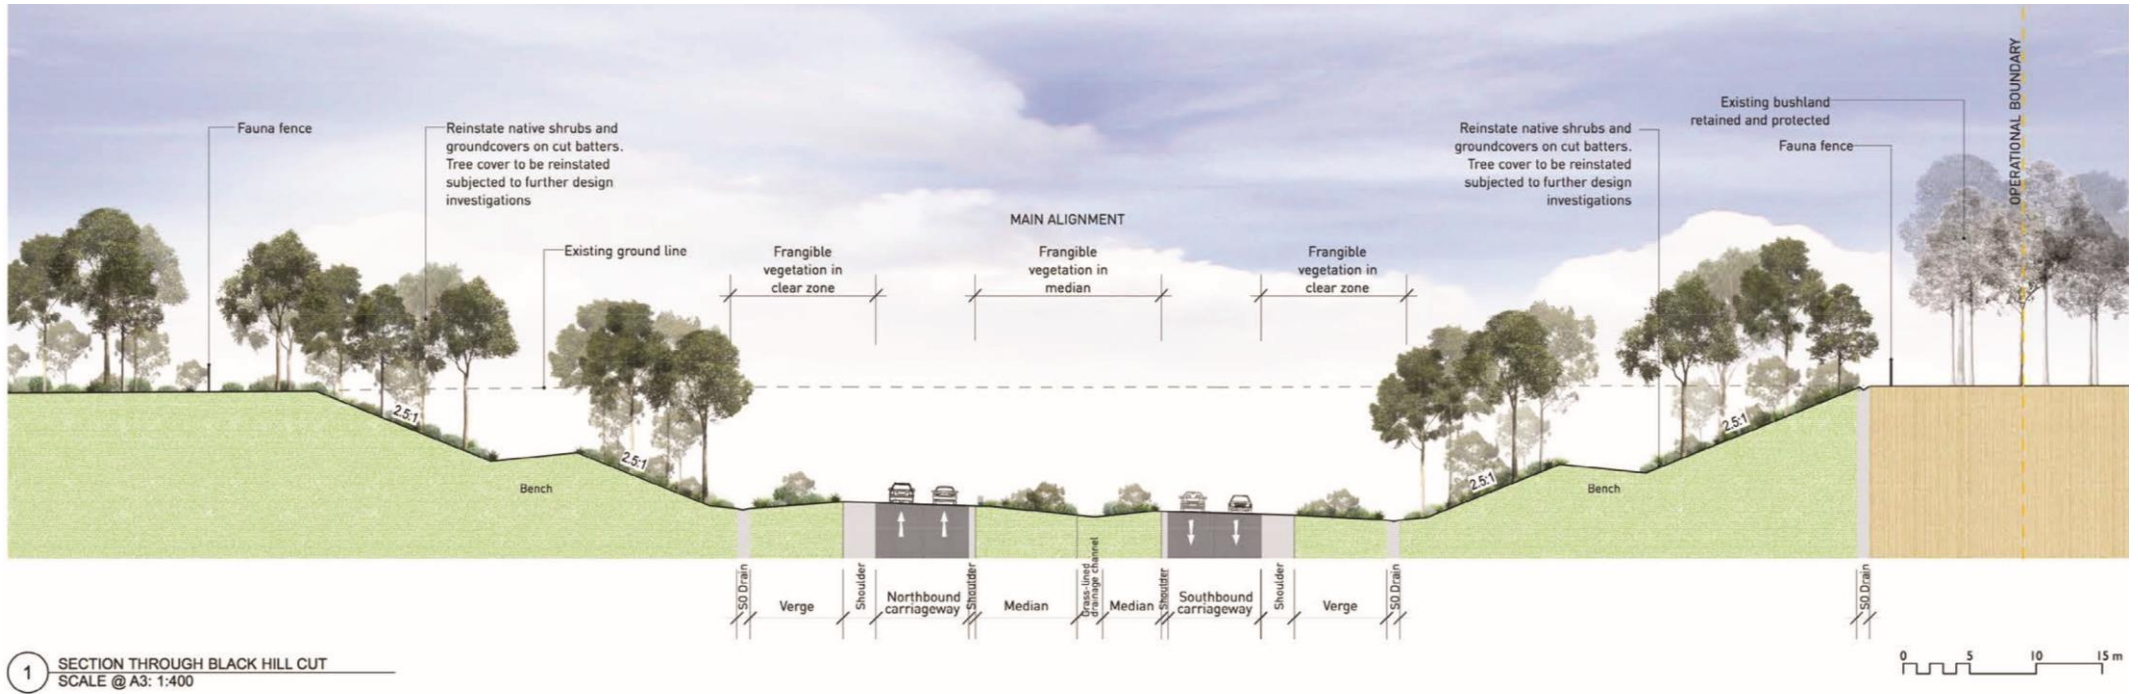 OPERATIONAL BOUNDARY
Fauna fence
Reinstate native shrubs and
groundcovers on cut batters.
Tree cover to be reinstated
subjected to further design
investigations
Existing ground line
MAIN ALIGNMENT
Frangible
vegetation in
clear zone
Frangible
vegetation in
median
Frangible
vegetation in
clear zone
Reinstate native shrubs and
groundcovers on cut batters.
Tree cover to be reinstated
subjected to further design
investigations
Existing bushland
retained and protected
Fauna fence
2.5:1
2.5:1
2.5:1
2.5:1
Bench
Bench
SO Drain
Verge
Shoulder
Northbound
carriageway
Shoulder
Median
Grass-lined
drainage channel
Median
Shoulder
Southbound
carriageway
Shoulder
Verge
SO Drain
SO Drain
1
SECTION THROUGH BLACK HILL CUT
SCALE @ A3: 1:400
0 5 10 15 m